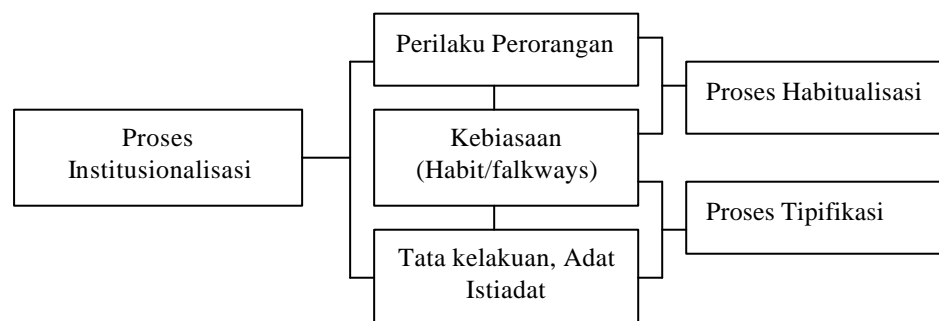 Perilaku Perorangan
Proses Habitualisasi
Proses
Institusionalisasi
Kebiasaan
(Habit/falkways)
Proses Tipifikasi
Tata kelakuan, Adat
Istiadat